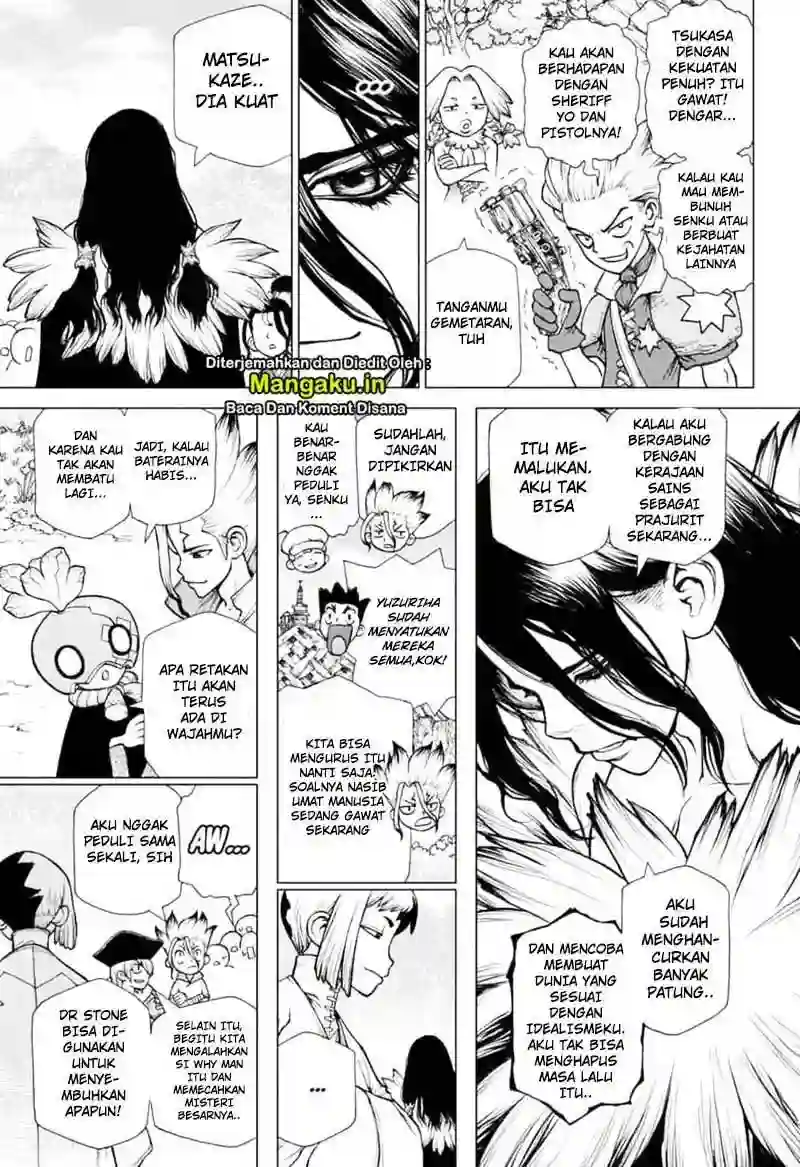 TSUKASA
DENGAN
KEKUATAN
PENUH? ITU
GAWAT!
DENGAR...
KAU AKAN
BERHADAPAN
DENGAN
SHERIFF
YO DAN
PISTOLNYA!
KALAU KAU
MAU MEM-
BUNUH
SENKU ATAU
BERBUAT
KEJAHATAN
LAINNYA
TANGANMU
GEMETARAN,
TUH
...
MATSU-
KAZE..
DIA KUAT
Diterjemahkan dan Diedit Oleh :
Mangaku.in
Baca Dan Koment Disana
KALAU AKU
BERGABUNG
DENGAN
KERAJAAN
SAINS
SEBAGAI
PRAJURIT
SEKARANG...
ITU ME-
MALUKAN.
AKU TAK
BISA
AKU
SUDAH
MENGHAN-
CURKAN
BANYAK
PATUNG..
DAN MENCOBA
MEMBUAT
DUNIA YANG
SESUAI
DENGAN
IDEALISMEKU.
AKU TAK BISA
MENGHAPUS
MASA LALU
ITU..
SUDAHLAH,
JANGAN
DIPIKIRKAN
KAU
BENAR-
BENAR
NGGAK
PEDULI
YA, SENKU
...
YUZURIHA
SUDAH
MENYATUKAN
MEREKA
SEMUA,KOK!
KITA BISA
MENGURUS ITU
NANTI SAJA!
SOALNYA NASIB
UMAT MANUSIA
SEDANG GAWAT
SEKARANG
JADI, KALAU
BATERAINYA
HABIS...
DAN
KARENA KAU
TAK AKAN
MEMBATU
LAGI...
APA RETAKAN
ITU AKAN
TERUS
ADA DI
WAJAHMU?
...
AW...
AKU NGGAK
PEDULI SAMA
SEKALI, SIH
SELAIN ITU,
BEGITU KITA
MENGALAHKAN
SI WHY MAN
ITU DAN
MEMECAHKAN
MISTERI
BESARNYA..
DR STONE
BISA DI-
GUNAKAN
UNTUK
MENYE-
MBUHKAN
APAPUN!